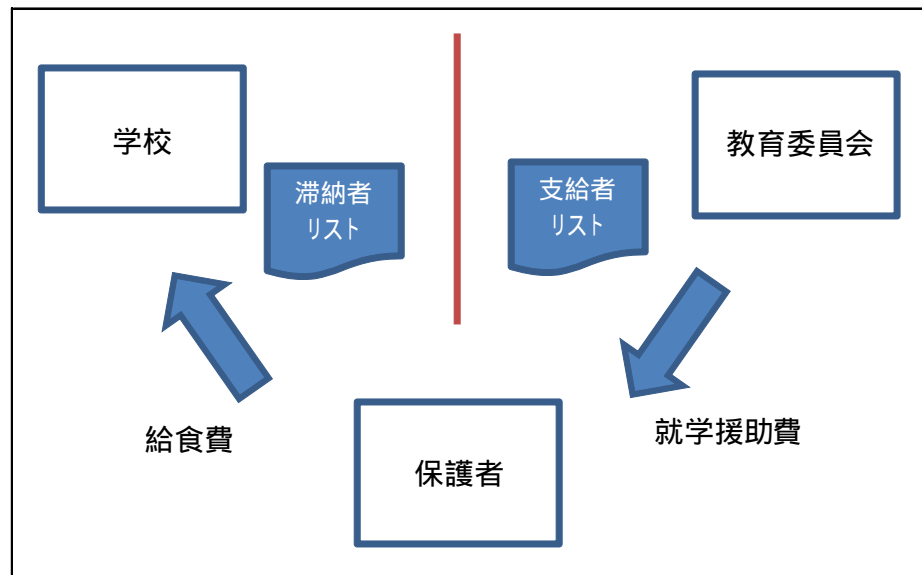 学校
教育委員会
滞納者
リスト
支給者
リスト
給食費
就学援助費
保護者